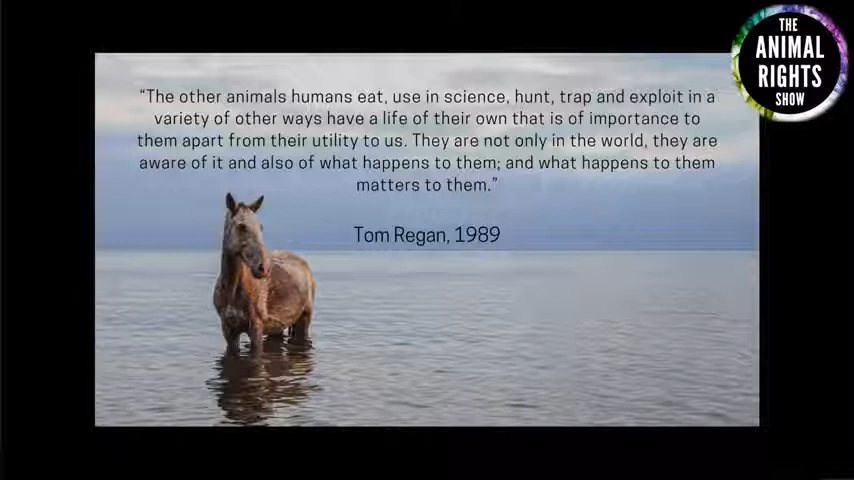 “The other animals humans eat, use in science, hunt, trap and exploit in a
variety of other ways have a life of their own that is of importance to
them apart from their utility to us. They are not only in the world, they are
aware of it and also of what happens to them; and what happens to them
matters to them.”
Tom Regan, 1989
THE
ANIMAL
RIGHTS
SHOW